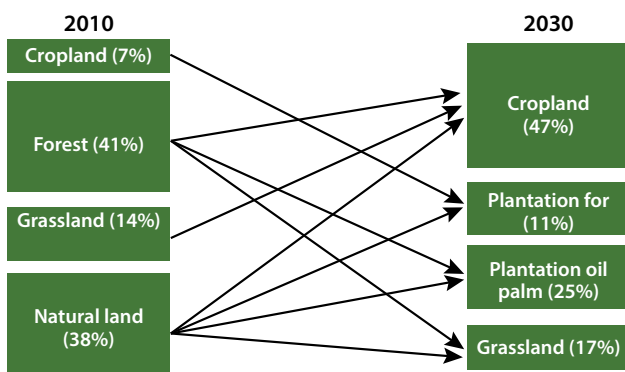 2010
2030
Cropland (7%)
Forest (41%)
Grassland (14%)
Natural land
(38%)
Cropland
(47%)
Plantation for
(11%)
Plantation oil
palm (25%)
Grassland (17%)